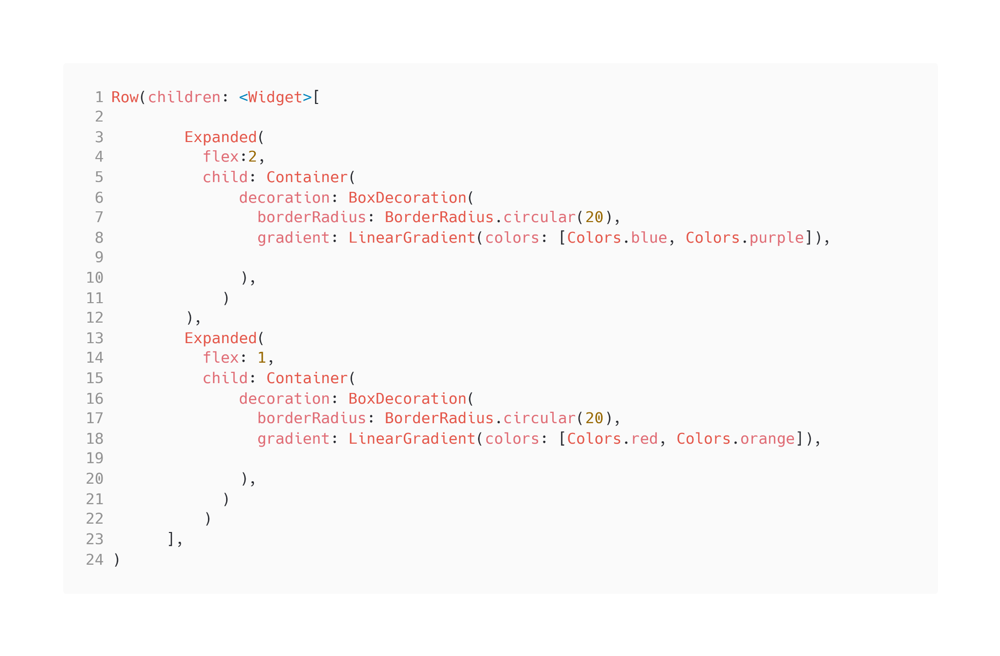 1 Row(children: <Widget>[
2
3         Expanded(
4           flex:2,
5           child: Container(
6               decoration: BoxDecoration(
7                 borderRadius: BorderRadius.circular(20),
8                 gradient: LinearGradient(colors: [Colors.blue, Colors.purple]),
9
10               ),
11             )
12         ),
13         Expanded(
14           flex: 1,
15           child: Container(
16               decoration: BoxDecoration(
17                 borderRadius: BorderRadius.circular(20),
18                 gradient: LinearGradient(colors: [Colors.red, Colors.orange]),
19
20               ),
21             )
22           )
23       ],
24 )